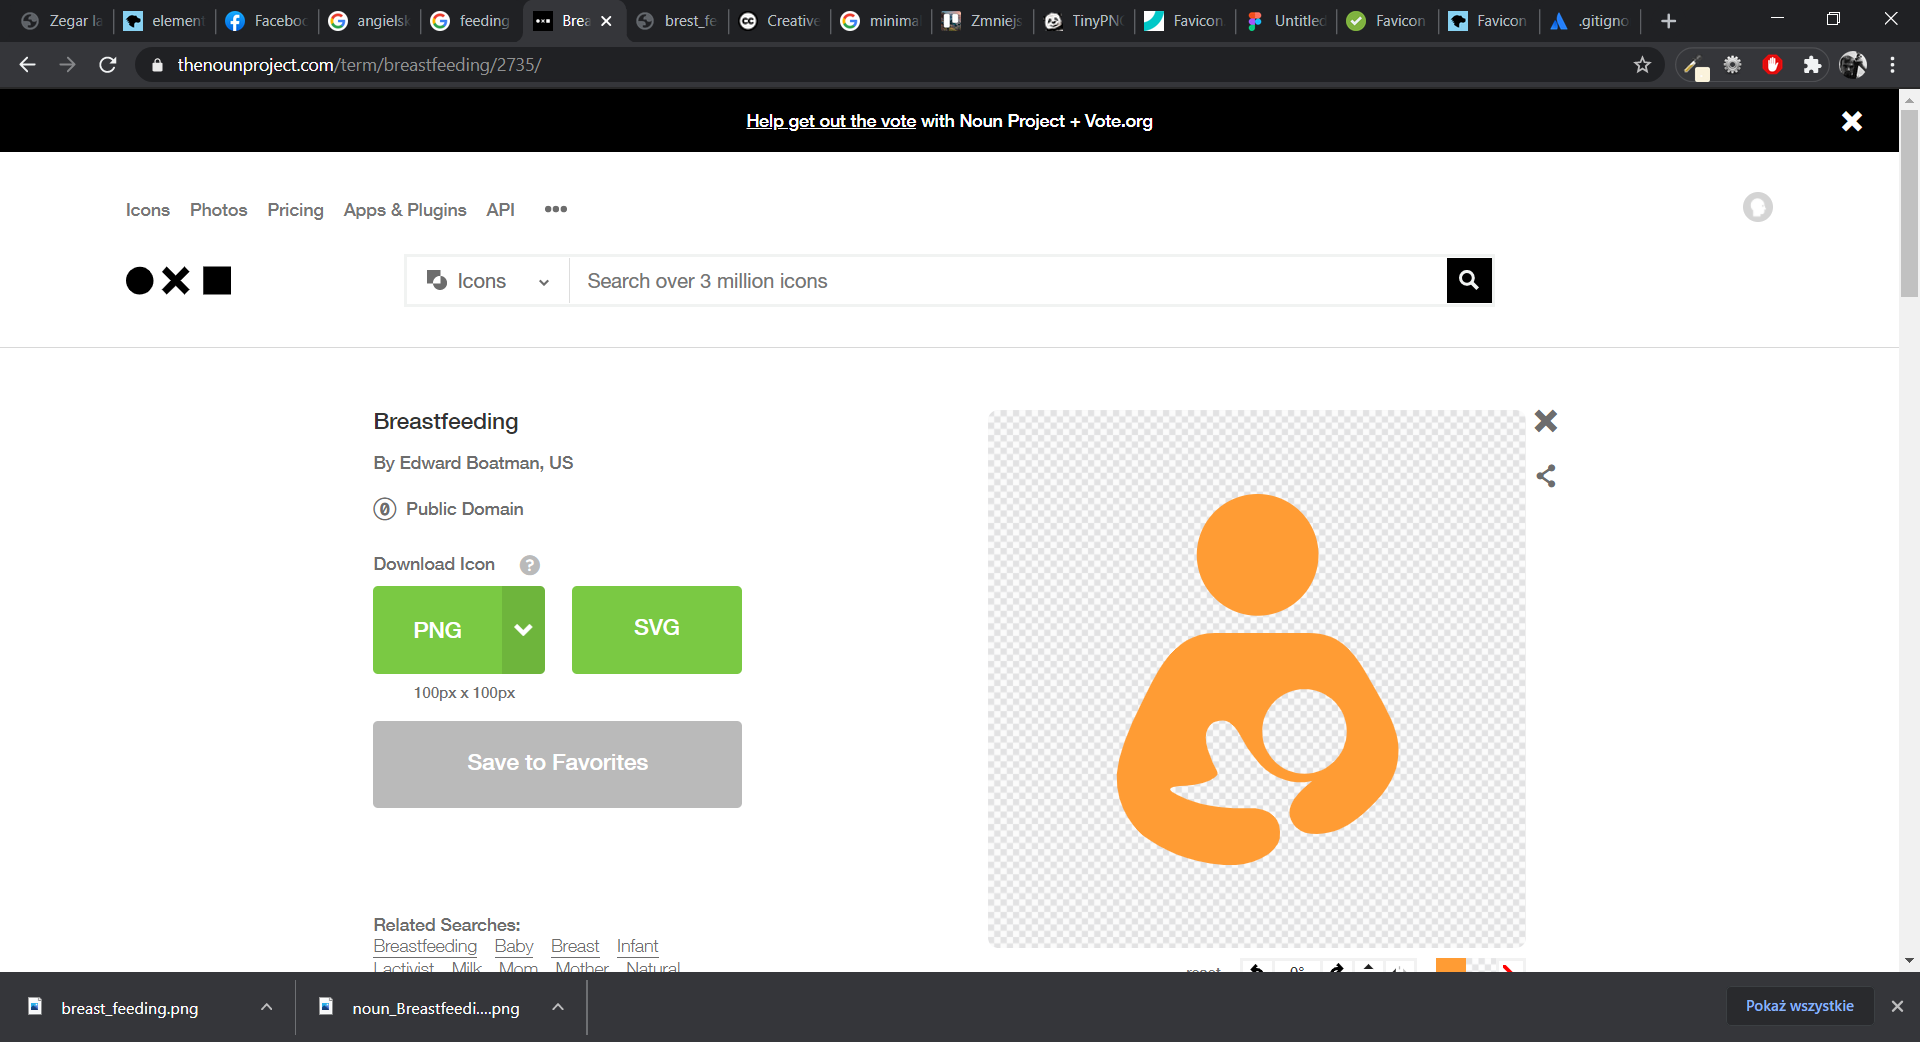 Zegar la
element
Faceboo
angielsk
feeding
Brea
brest_fe
Creative
minimal
Zmniejs
TinyPNG
Favicon
Untitled
Favicon
Favicon
.gitigno
thenounproject.com/term/breastfeeding/2735/
Help get out the vote with Noun Project + Vote.org
Icons Photos Pricing Apps & Plugins API •••
Icons Search over 3 million icons
Breastfeeding
By Edward Boatman, US
Public Domain
Download Icon ?
PNG SVG
100px x 100px
Save to Favorites
Related Searches:
Breastfeeding Baby Breast Infant
Lactivist Milk Mom Mother Natural
reset 0°
breast_feeding.png noun_Breastfeedi....png Pokaż wszystkie